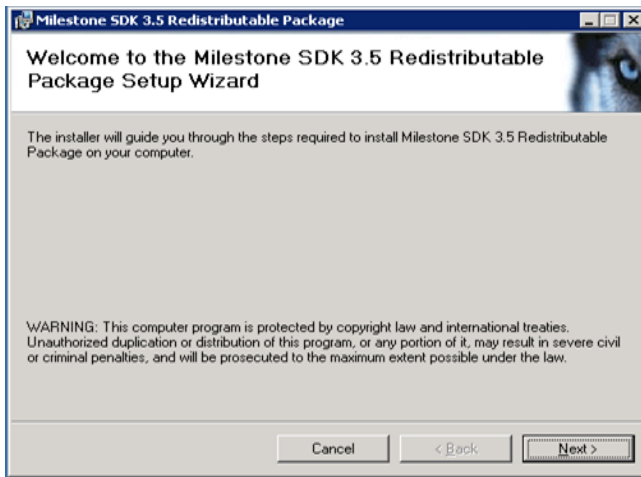 Milestone SDK 3.5 Redistributable Package
Welcome to the Milestone SDK 3.5 Redistributable
Package Setup Wizard
The installer will guide you through the steps required to install Milestone SDK 3.5 Redistributable
Package on your computer.
WARNING: This computer program is protected by copyright law and international treaties.
Unauthorized duplication or distribution of this program, or any portion of it, may result in severe civil
or criminal penalties, and will be prosecuted to the maximum extent possible under the law.
Cancel < Back Next >